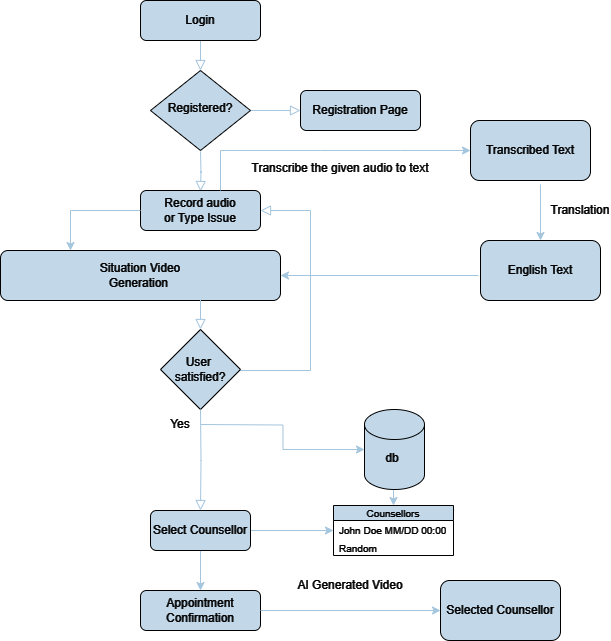 Login
Registered?
Registration Page
Transcribe the given audio to text
Transcribed Text
Record audio
or Type Issue
Translation
English Text
Situation Video
Generation
User
satisfied?
Yes
db
Counsellors
John Doe MM/DD 00:00
Random
Select Counsellor
AI Generated Video
Appointment
Confirmation
Selected Counsellor